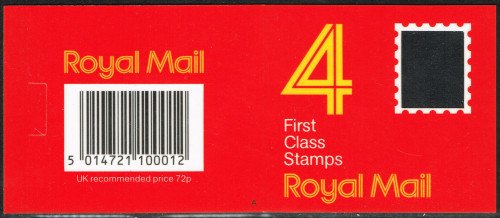 Royal Mail
5 014721 100012
UK recommended price 72p
4
First
Class
Stamps
Royal Mail
A